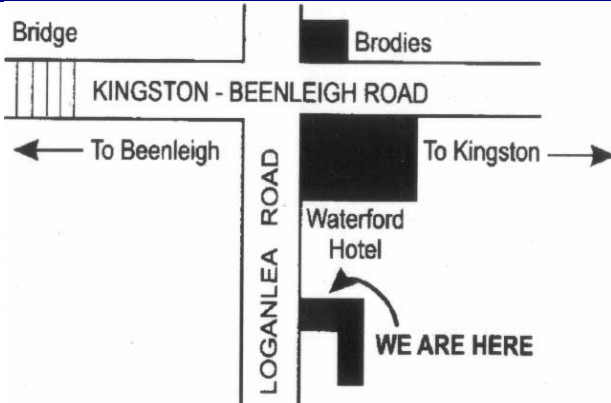 Bridge
Brodies
KINGSTON - BEENLEIGH ROAD
To Beenleigh
To Kingston
LOGANLEA ROAD
Waterford
Hotel
WE ARE HERE